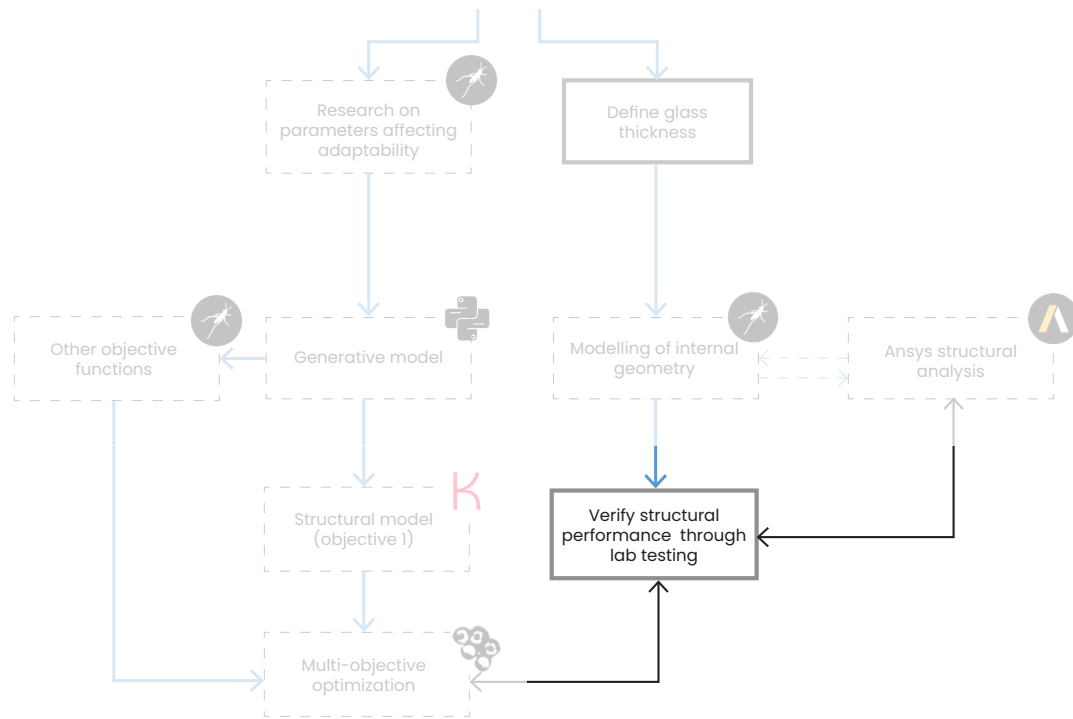 Research on
parameters affecting
adaptability
Define glass
thickness
Other objective
functions
Generative model
Modelling of internal
geometry
Ansys structural
analysis
Structural model
(objective 1)
Verify structural
performance through
lab testing
Multi-objective
optimization